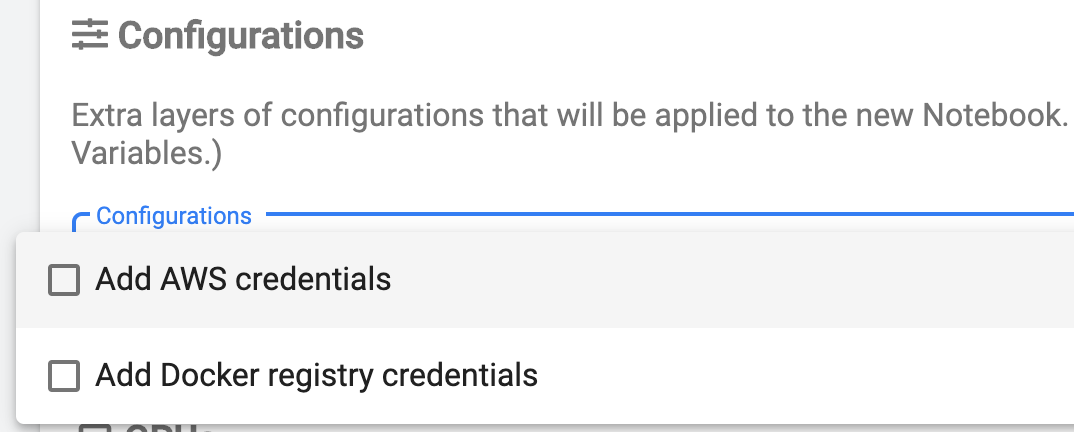 Configurations
Extra layers of configurations that will be applied to the new Notebook.
Variables.)
Configurations
Add AWS credentials
Add Docker registry credentials